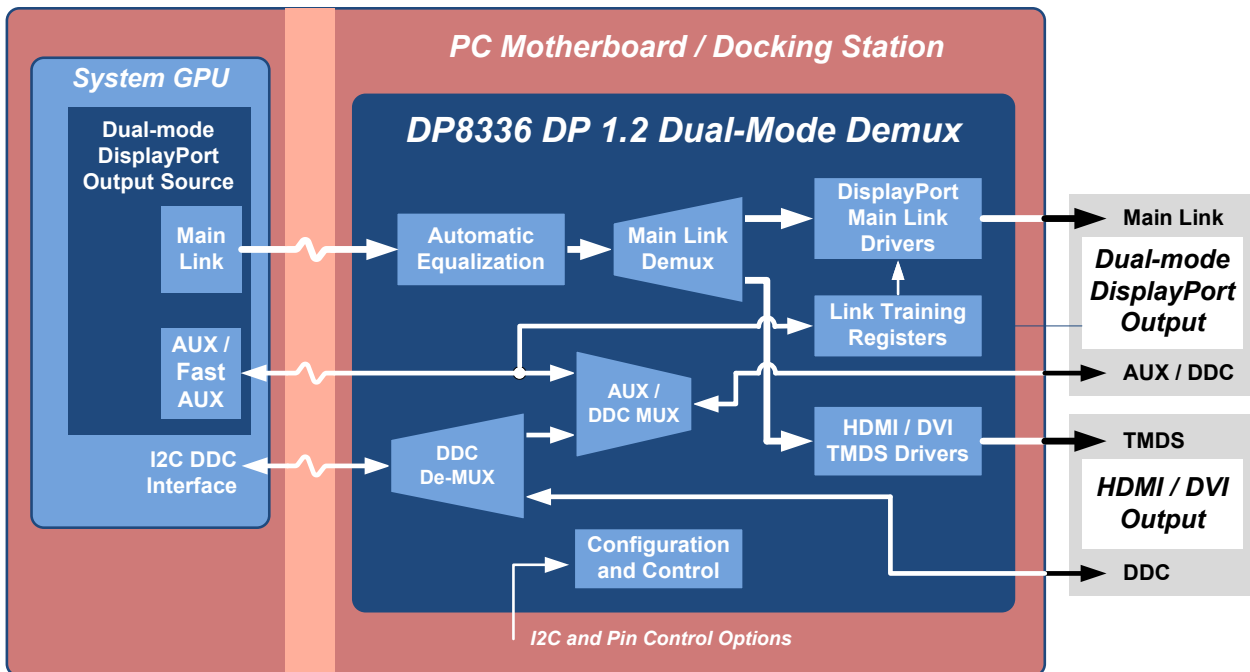 PC Motherboard / Docking Station
System GPU
Dual-mode
DisplayPort
Output Source
Main
Link
AUX /
Fast
AUX
I2C DDC
Interface
DP8336 DP 1.2 Dual-Mode Demux
Automatic
Equalization
Main Link
Demux
DisplayPort
Main Link
Drivers
Link Training
Registers
AUX /
DDC MUX
DDC
De-MUX
HDMI / DVI
TMDS Drivers
Configuration
and Control
I2C and Pin Control Options
Main Link
Dual-mode
DisplayPort
Output
AUX / DDC
TMDS
HDMI / DVI
Output
DDC